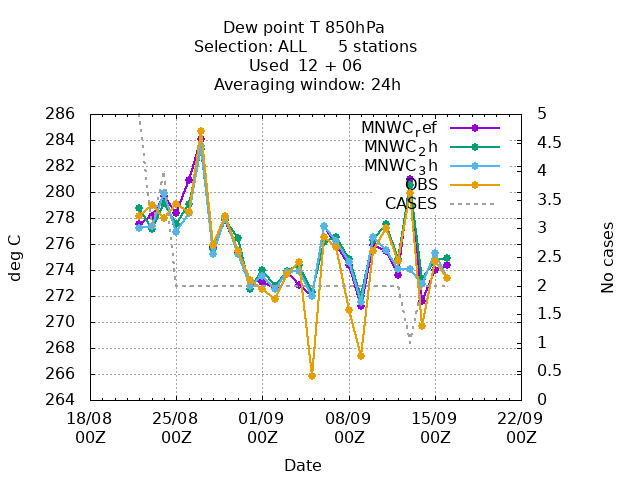 Dew point T 850hPa
Selection: ALL 5 stations
Used 12 + 06
Averaging window: 24h
286 5
284 4.5
282 4
280 3.5
278 3
276 2.5
274 2
272 1.5
270 1
268 0.5
266 0
264
deg C
No cases
MNWC_ref
MNWC_2h
MNWC_3h
OBS
CASES
18/08 25/08 01/09 08/09 15/09 22/09
00Z 00Z 00Z 00Z 00Z 00Z
Date